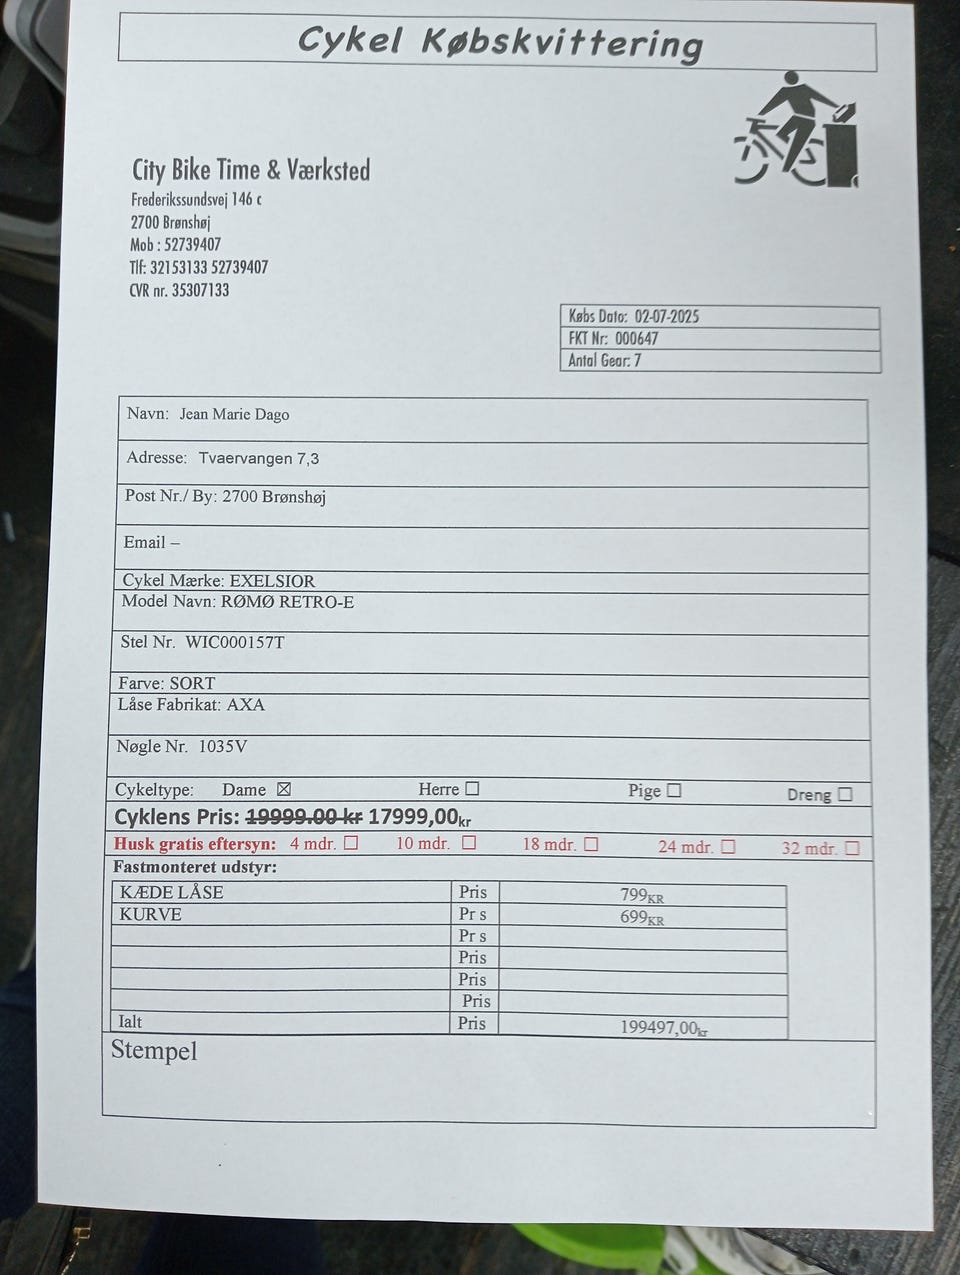 Cykel Købskvittering
City Bike Time & Værksted
Frederikssundsvej 146 c
2700 Brønshøj
Mob : 52739407
Tlf: 32153133 52739407
CVR nr. 35307133
Købs Dato: 02-07-2025
FKT Nr: 000647
Antal Gear: 7
Navn: Jean Marie Dago
Adresse: Tvaervangen 7,3
Post Nr./ By: 2700 Brønshøj
Email –
Cykel Mærke: EXELSIOR
Model Navn: RØMØ RETRO-E
Stel Nr. WIC000157T
Farve: SORT
Låse Fabrikat: AXA
Nøgle Nr. 1035V
Cykeltype: Dame ☒ Herre ☐ Pige ☐ Dreng ☐
Cyklens Pris: 19999.00 kr 17999,00kr
Husk gratis eftersyn: 4 mdr. ☐ 10 mdr. ☐ 18 mdr. ☐ 24 mdr. ☐ 32 mdr. ☐
Fastmonteret udstyr:
KÆDE LÅSE Pris 799KR
KURVE Pr s 699KR
Pr s
Pris
Pris
Pris
Ialt Pris 199497,00kr
Stempel